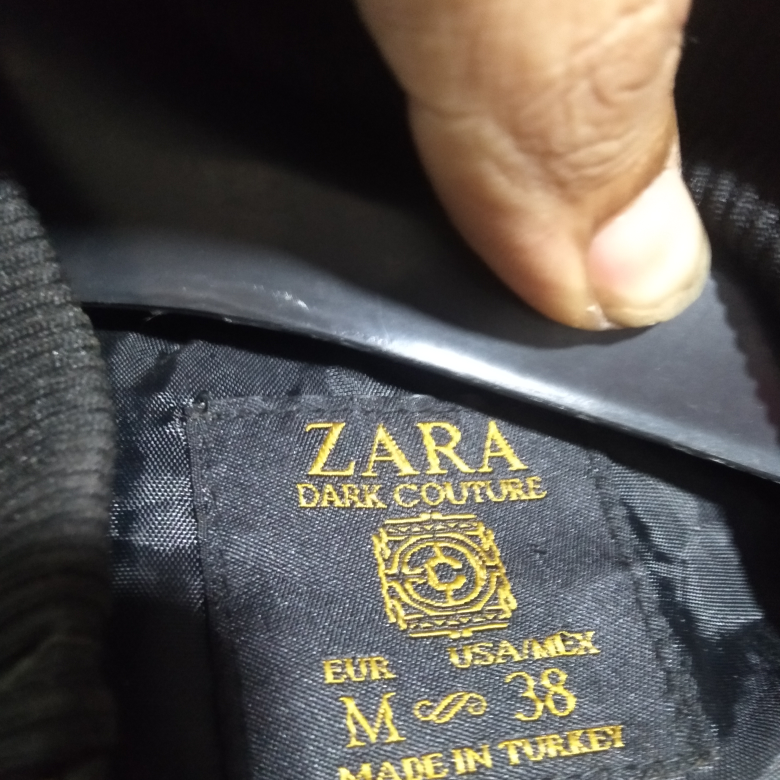 ZARA
DARK COUTURE
EUR USA/MEX
M 38
MADE IN TURKEY